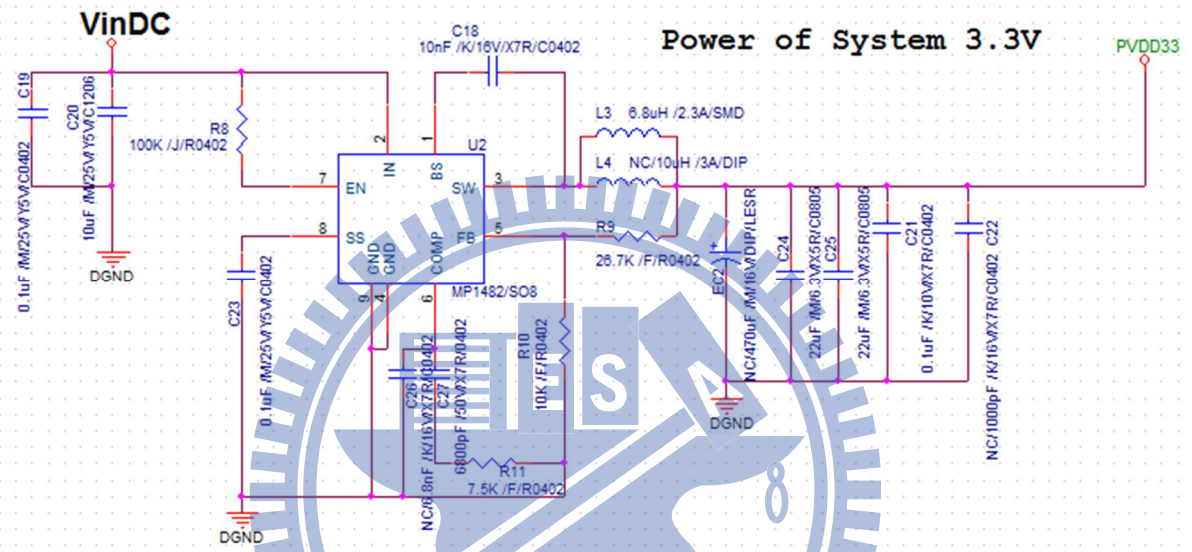 VinDC
C18
10nF /K/16V/X7R/C0402
Power of System 3.3V
PVDD33
C19
0.1uF /M/25V/Y5V/C0402
C20
10uF /M/25V/Y5V/C1206
R8
100K /J/R0402
2
1
U2
IN
BS
L3 6.8uH /2.3A/SMD
L4 NC/10uH /3A/DIP
7
EN
SW
3
8
SS
FB
5
GND
GND
COMP
9
4
6
MP1482/SO8
R9
26.7K /F/R0402
DGND
C23
0.1uF /M/25V/Y5V/C0402
C26
NC/6.8nF /K/16V/X7R/C0402
C27
6800pF /50V/X7R/0402
R10
10K /F/R0402
R11
7.5K /F/R0402
EC2
NC/470uF /M/16V/DIP/LESR
C24
22uF /M/6.3V/X5R/C0805
C25
22uF /M/6.3V/X5R/C0805
C21
0.1uF /K/10V/X7R/C0402
C22
NC/1000pF /K/16V/X7R/C0402
DGND
DGND
E S A
8